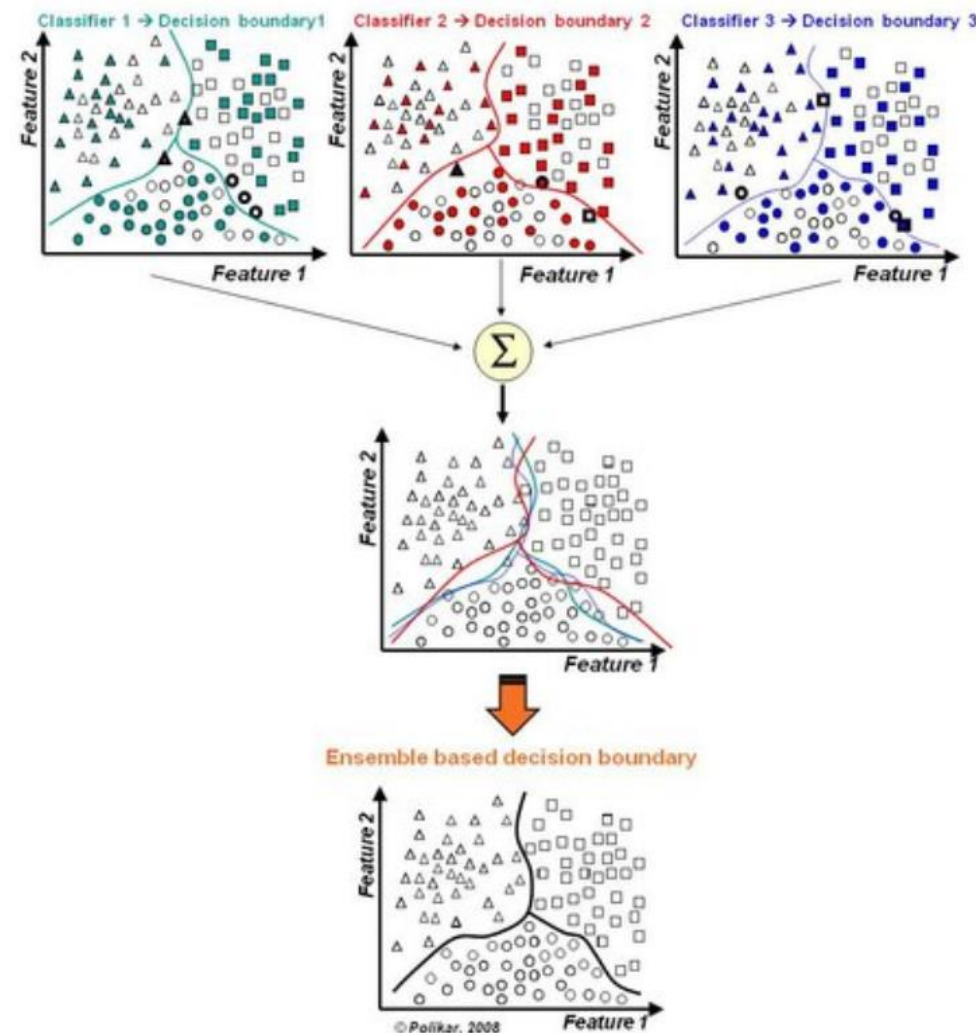 Classifier 1 → Decision boundary1
Classifier 2 → Decision boundary 2
Classifier 3 → Decision boundary 3
Feature 2
Feature 1
Feature 2
Feature 1
Feature 2
Feature 1
Σ
Feature 2
Feature 1
Ensemble based decision boundary
Feature 2
Feature 1
© Polikar, 2008